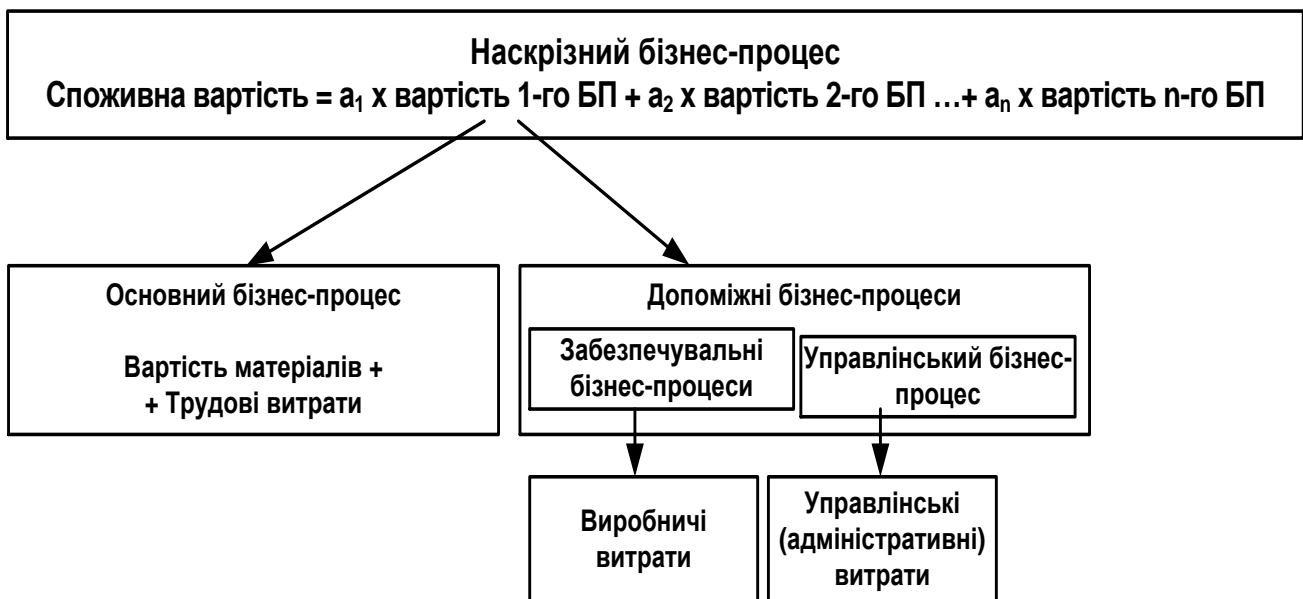 Наскрізний бізнес-процес
Споживна вартість = a₁ x вартість 1-го БП + a₂ x вартість 2-го БП …+ aₙ x вартість n-го БП
Основний бізнес-процес
Вартість матеріалів +
+ Трудові витрати
Допоміжні бізнес-процеси
Забезпечувальні
бізнес-процеси
Управлінський бізнес-
процес
Виробничі
витрати
Управлінські
(адміністративні)
витрати